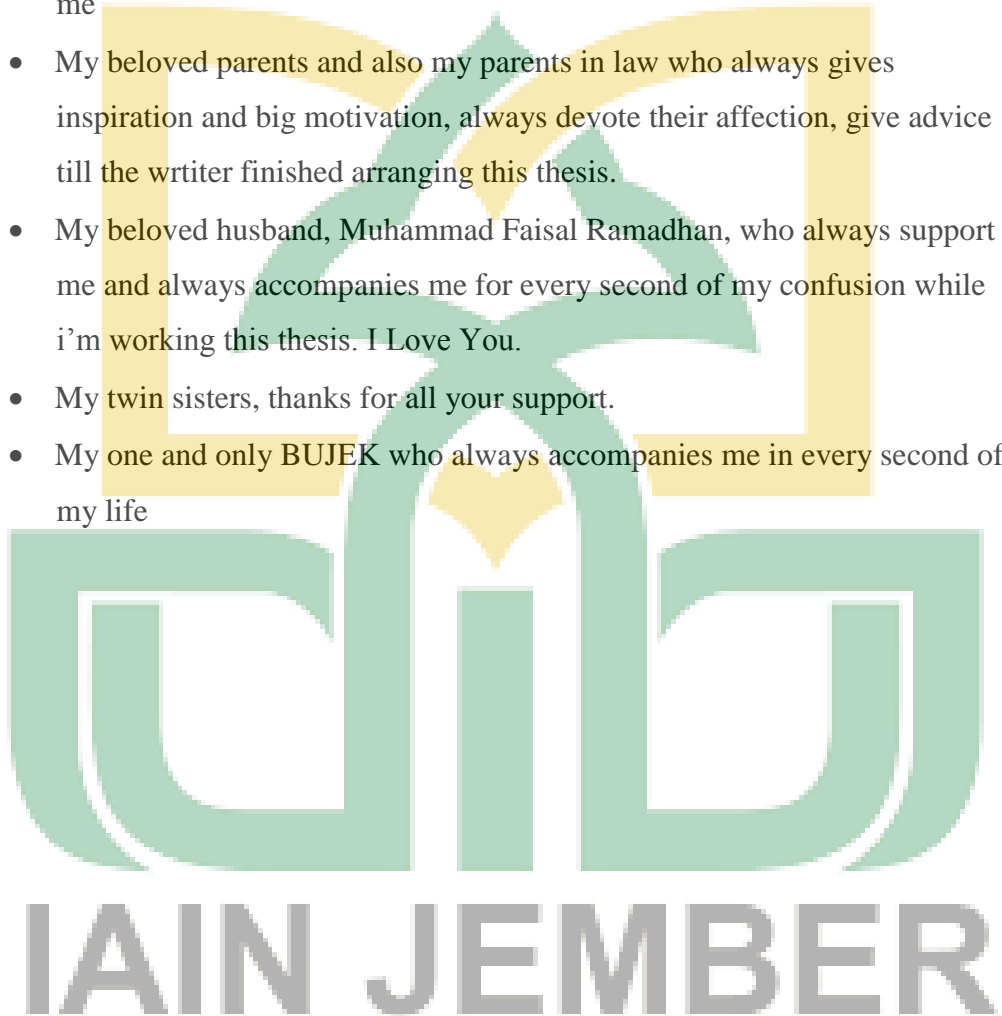 me
• My beloved parents and also my parents in law who always gives
inspiration and big motivation, always devote their affection, give advice
till the wrtiter finished arranging this thesis.
• My beloved husband, Muhammad Faisal Ramadhan, who always support
me and always accompanies me for every second of my confusion while
i’m working this thesis. I Love You.
• My twin sisters, thanks for all your support.
• My one and only BUJEK who always accompanies me in every second of
my life
IAIN JEMBER